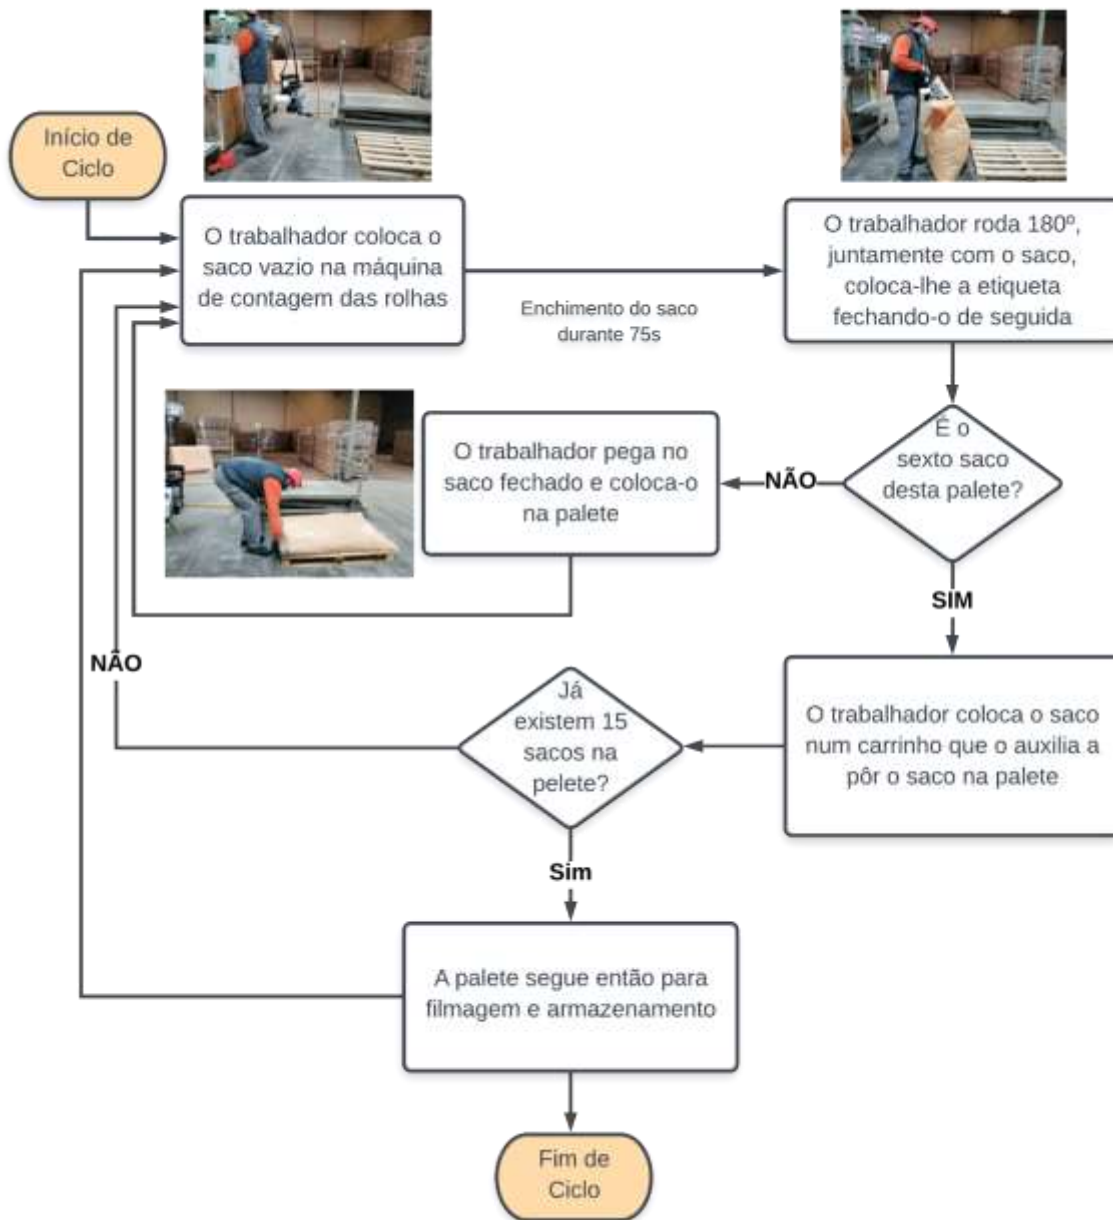 Início de
Ciclo
O trabalhador coloca o
saco vazio na máquina
de contagem das rolhas
Enchimento do saco
durante 75s
O trabalhador roda 180º,
juntamente com o saco,
coloca-lhe a etiqueta
fechando-o de seguida
É o
sexto saco
desta palete?
NÃO
O trabalhador pega no
saco fechado e coloca-o
na palete
SIM
O trabalhador coloca o saco
num carrinho que o auxilia a
pôr o saco na palete
Já
existem 15
sacos na
pelete?
NÃO
Sim
A palete segue então para
filmagem e armazenamento
Fim de
Ciclo